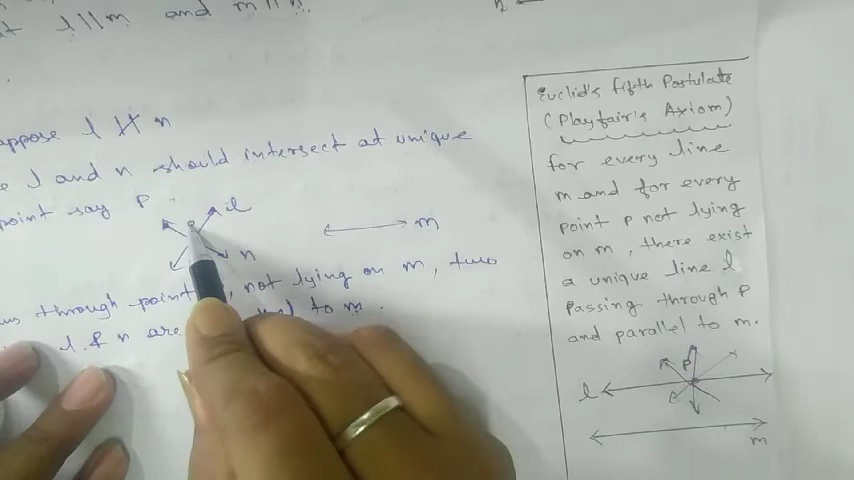 l || m and m || n.
l ∦ n
l and n should intersect at unique
point say P.
P
l
m
n
through point, not lying on m, two
l & n are to m.
Euclid's fifth Postulate
(Playfair's Axiom)
for every line
m and for every
point P not lying
on m, there exist
a unique line l
Passing through P
and parallel to m.
P
l
m